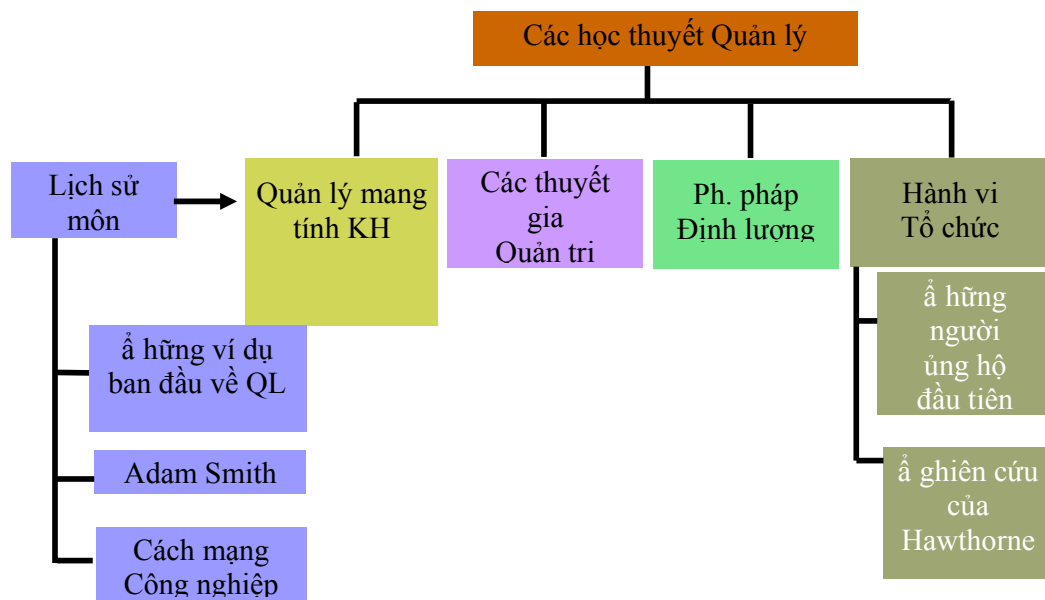 Các học thuyết Quản lý
Lịch sử
môn
Quản lý mang
tính KH
Các thuyết
gia
Quản tri
Ph. pháp
Định lượng
Hành vi
Tổ chức
ẩ hững ví dụ
ban đầu về QL
Adam Smith
Cách mạng
Công nghiệp
ẩ hững
người
ủng hộ
đầu tiên
ẩ ghiên cứu
của
Hawthorne